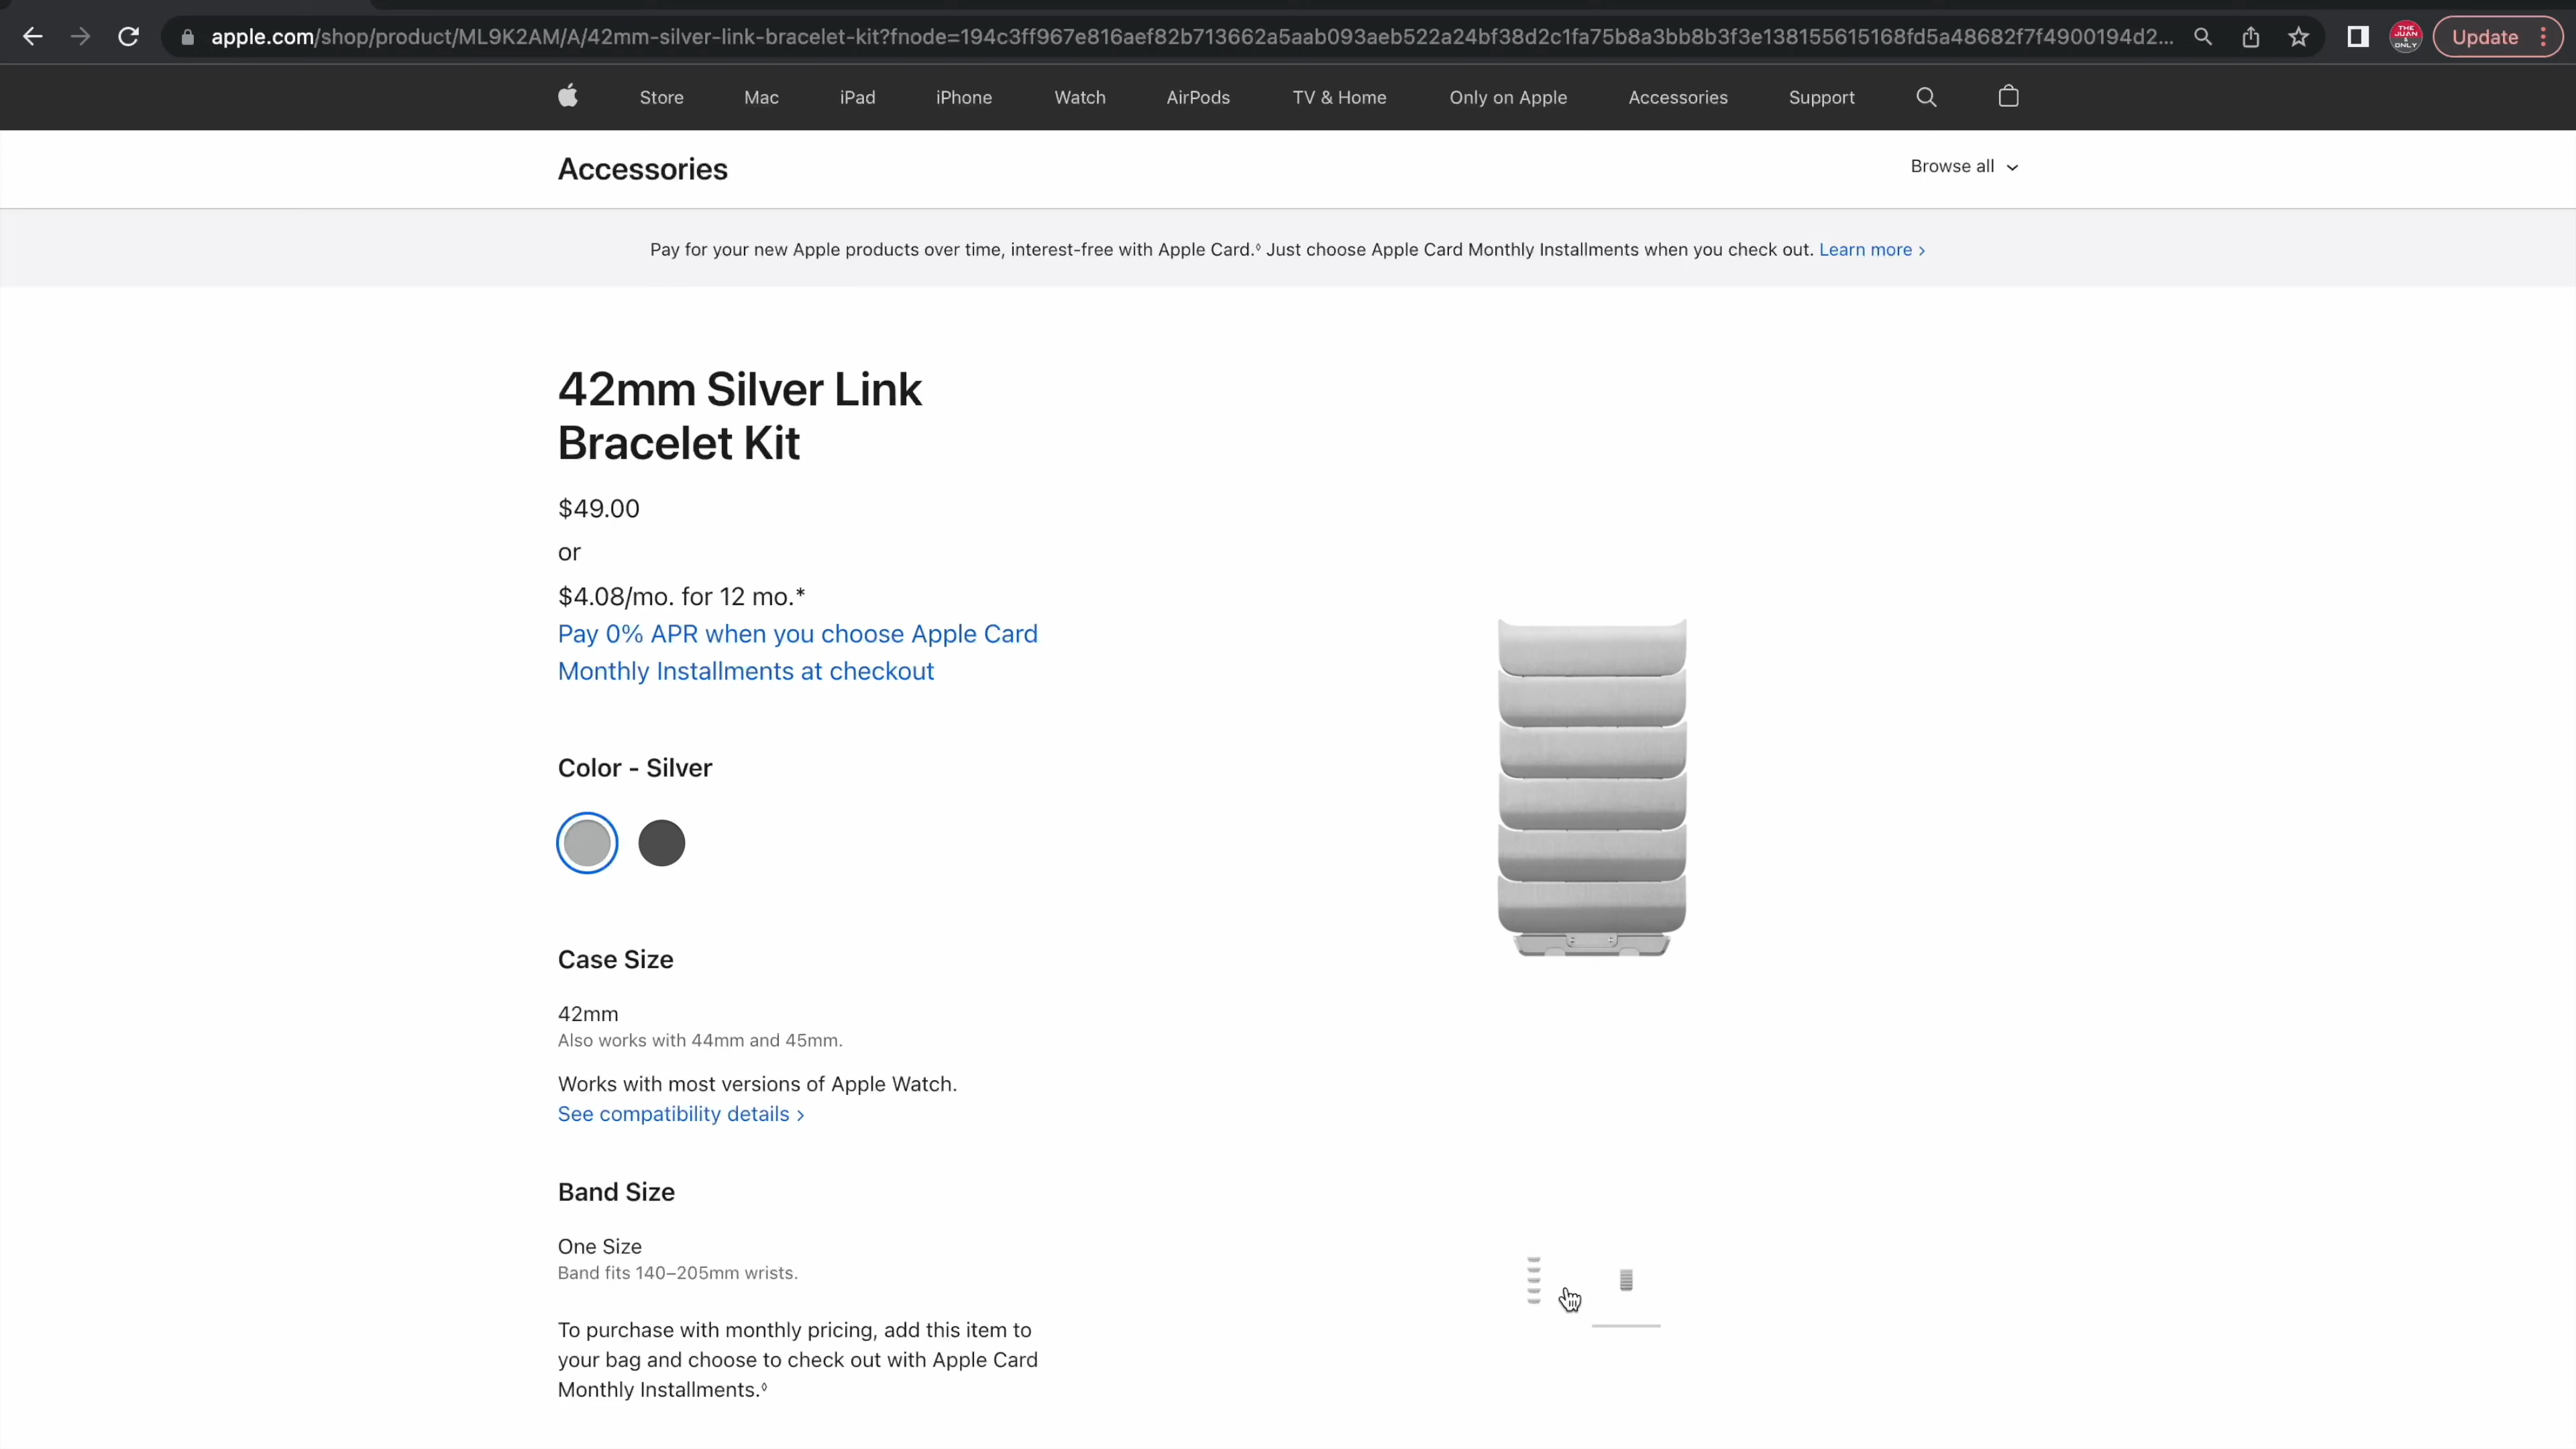 apple.com/shop/product/ML9K2AM/A/42mm-silver-link-bracelet-kit?fnode=194c3ff967e816aef82b713662a5aab093aeb522a24bf38d2c1fa75b8a3bb8b3f3e138155615168fd5a48682f7f4900194d2...
THE JUAN & ONLY
Update
Store Mac iPad iPhone Watch AirPods TV & Home Only on Apple Accessories Support
Accessories
Browse all
Pay for your new Apple products over time, interest-free with Apple Card.◊ Just choose Apple Card Monthly Installments when you check out. Learn more >
42mm Silver Link
Bracelet Kit
$49.00
or
$4.08/mo. for 12 mo.*
Pay 0% APR when you choose Apple Card
Monthly Installments at checkout
Color - Silver
Case Size
42mm
Also works with 44mm and 45mm.
Works with most versions of Apple Watch.
See compatibility details >
Band Size
One Size
Band fits 140–205mm wrists.
To purchase with monthly pricing, add this item to
your bag and choose to check out with Apple Card
Monthly Installments.◊